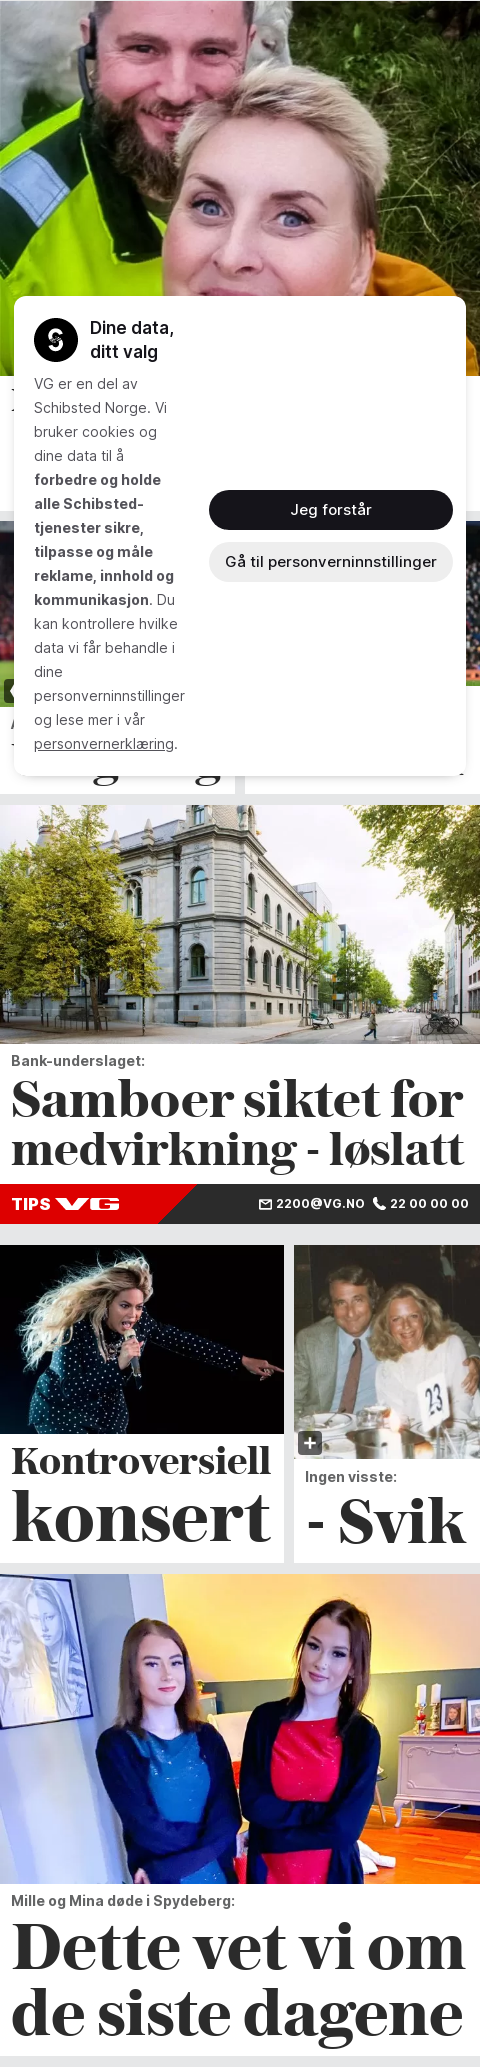 Dine data,
ditt valg
VG er en del av
Schibsted Norge. Vi
bruker cookies og
dine data til å
forbedre og holde
alle Schibsted-
tjenester sikre,
tilpasse og måle
reklame, innhold og
kommunikasjon. Du
kan kontrollere hvilke
data vi får behandle i
dine
personverninnstillinger
og lese mer i vår
personvernerklæring.
Jeg forstår
Gå til personverninnstillinger
Bank-underslaget:
Samboer siktet for
medvirkning - løslatt
TIPS VG 2200@VG.NO 22 00 00 00
Kontroversiell
konsert
23
Ingen visste:
- Svik
Mille og Mina døde i Spydeberg:
Dette vet vi om
de siste dagene